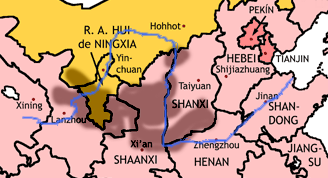 PEKÍN
R. A. HUI
de NINGXIA
Hohhot
HEBEI
TIANJIN
Yin-
chuan
Shijiazhuang
Taiyuan
Xining
Jinan
SHANXI
SHAN-
DONG
Lanzhou
Xi'an
Zhengzhou
JIANG-
SU
SHAANXI
HENAN